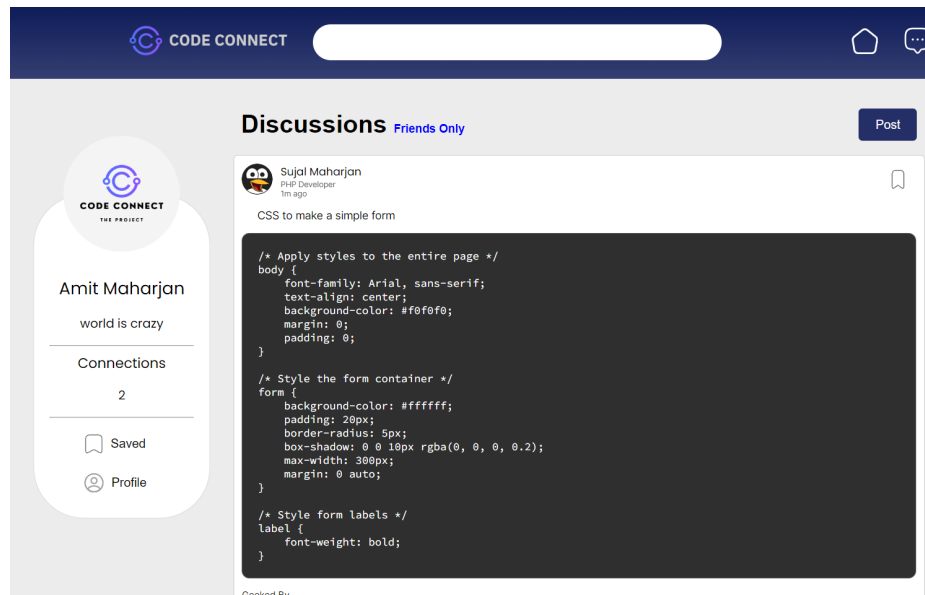 CODE CONNECT
Discussions Friends Only
Post
CODE CONNECT
THE PROJECT
Amit Maharjan
world is crazy
Connections
2
Saved
Profile
Sujal Maharjan
PHP Developer
1m ago
CSS to make a simple form
/* Apply styles to the entire page */
body {
    font-family: Arial, sans-serif;
    text-align: center;
    background-color: #f0f0f0;
    margin: 0;
    padding: 0;
}
/* Style the form container */
form {
    background-color: #ffffff;
    padding: 20px;
    border-radius: 5px;
    box-shadow: 0 0 10px rgba(0, 0, 0, 0.2);
    max-width: 300px;
    margin: 0 auto;
}
/* Style form labels */
label {
    font-weight: bold;
}